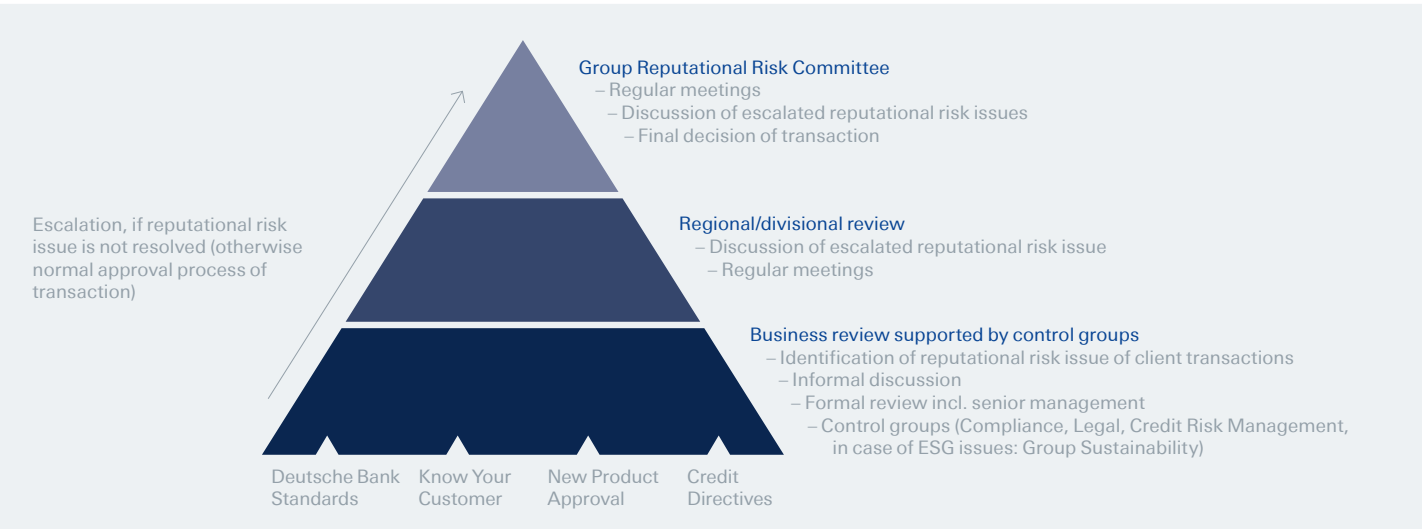 Group Reputational Risk Committee
– Regular meetings
– Discussion of escalated reputational risk issues
– Final decision of transaction
Escalation, if reputational risk
issue is not resolved (otherwise
normal approval process of
transaction)
Regional/divisional review
– Discussion of escalated reputational risk issue
– Regular meetings
Business review supported by control groups
– Identification of reputational risk issue of client transactions
– Informal discussion
– Formal review incl. senior management
– Control groups (Compliance, Legal, Credit Risk Management,
in case of ESG issues: Group Sustainability)
Deutsche Bank
Standards
Know Your
Customer
New Product
Approval
Credit
Directives